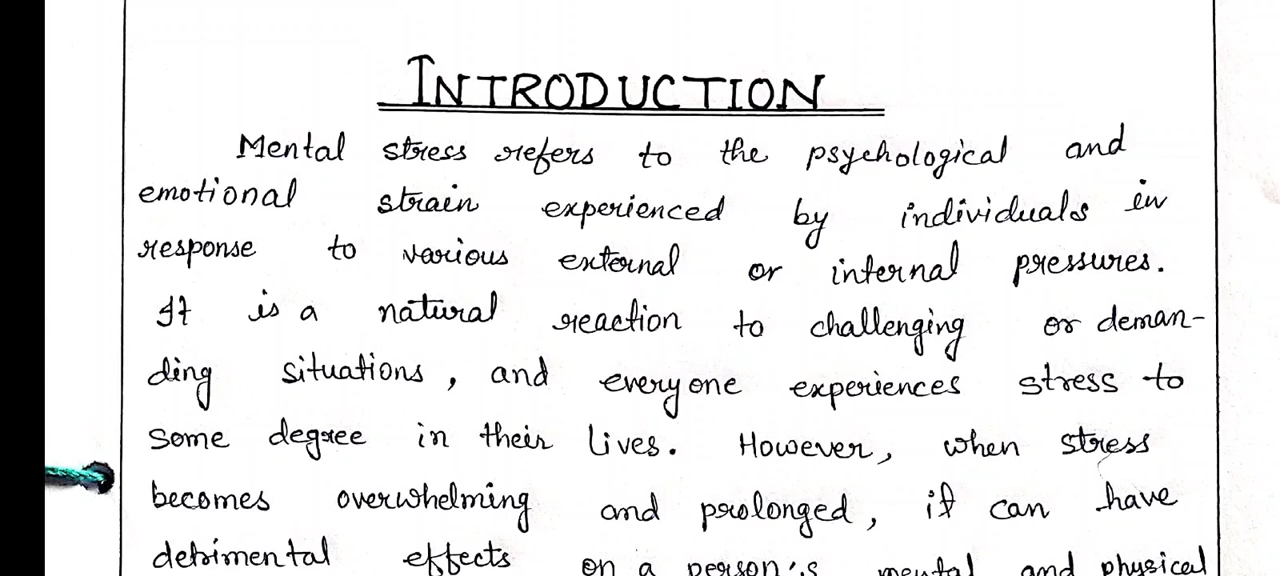 INTRODUCTION
Mental stress refers to the psychological and
emotional strain experienced by individuals in
response to various external or internal pressures.
It is a natural reaction to challenging or deman-
ding situations, and everyone experiences stress to
some degree in their lives. However, when stress
becomes overwhelming and prolonged, it can have
detrimental effects on a person's mental and physical